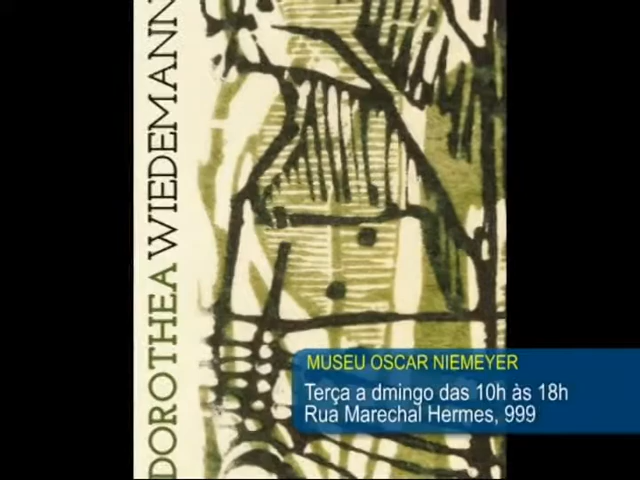 DOROTHEA WIEDEMANN
MUSEU OSCAR NIEMEYER
Terça a dmingo das 10h às 18h
Rua Marechal Hermes, 999